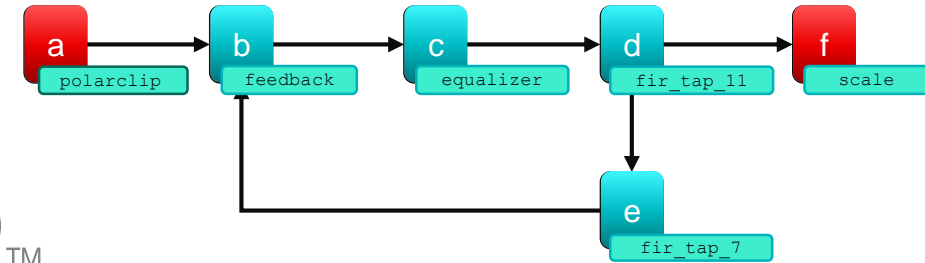 a
polarclip
b
feedback
c
equalizer
d
fir_tap_11
f
scale
e
fir_tap_7
TM